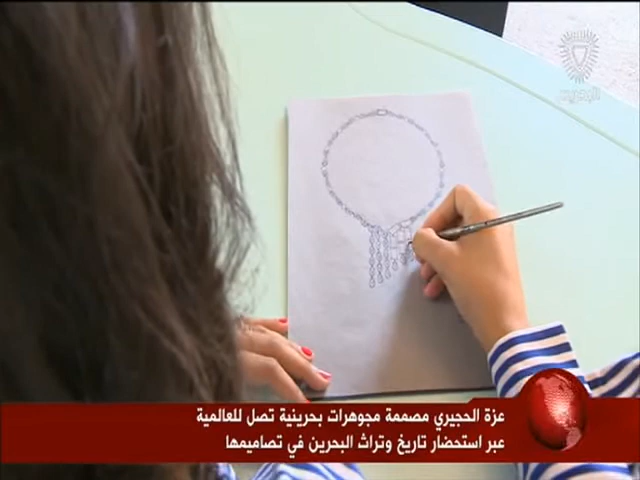 البحرين
عزة الحجيري مصممة مجوهرات بحرينية تصل للعالمية
عبر استحضار تاريخ وتراث البحرين في تصاميمها